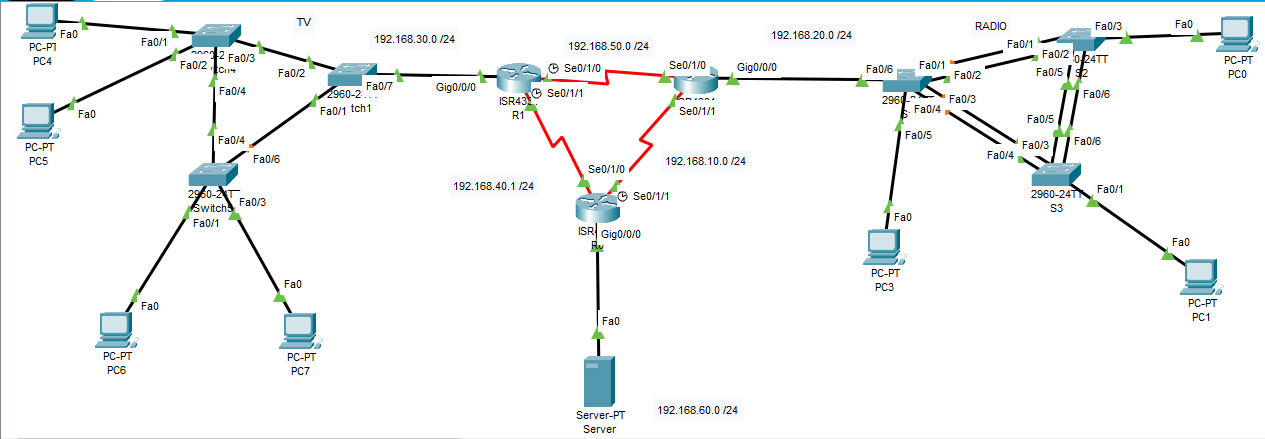 TV
RADIO
192.168.30.0 /24
192.168.50.0 /24
192.168.20.0 /24
192.168.10.0 /24
192.168.40.1 /24
192.168.60.0 /24
Fa0
PC-PT
PC4
Fa0/1
Fa0/2
Fa0/3
Fa0/4
Fa0
PC-PT
PC5
Fa0/2
Fa0/7
Fa0/1
Fa0/4
Fa0/6
2960-24TT
Fa0/1
Fa0/3
Fa0
PC-PT
PC6
Fa0
PC-PT
PC7
Gig0/0/0
Se0/1/0
Se0/1/1
R1
Se0/1/0
Gig0/0/0
Se0/1/1
Se0/1/0
Se0/1/1
Gig0/0/0
Fa0
Server-PT
Server
Fa0/6
Fa0/1
Fa0/2
Fa0/3
Fa0/4
Fa0/5
Fa0
PC-PT
PC3
Fa0/1
Fa0/2
Fa0/3
Fa0/5
Fa0/6
Fa0
PC-PT
PC0
Fa0/5
Fa0/6
Fa0/3
Fa0/4
2960-24TT
S3
Fa0/1
Fa0
PC-PT
PC1